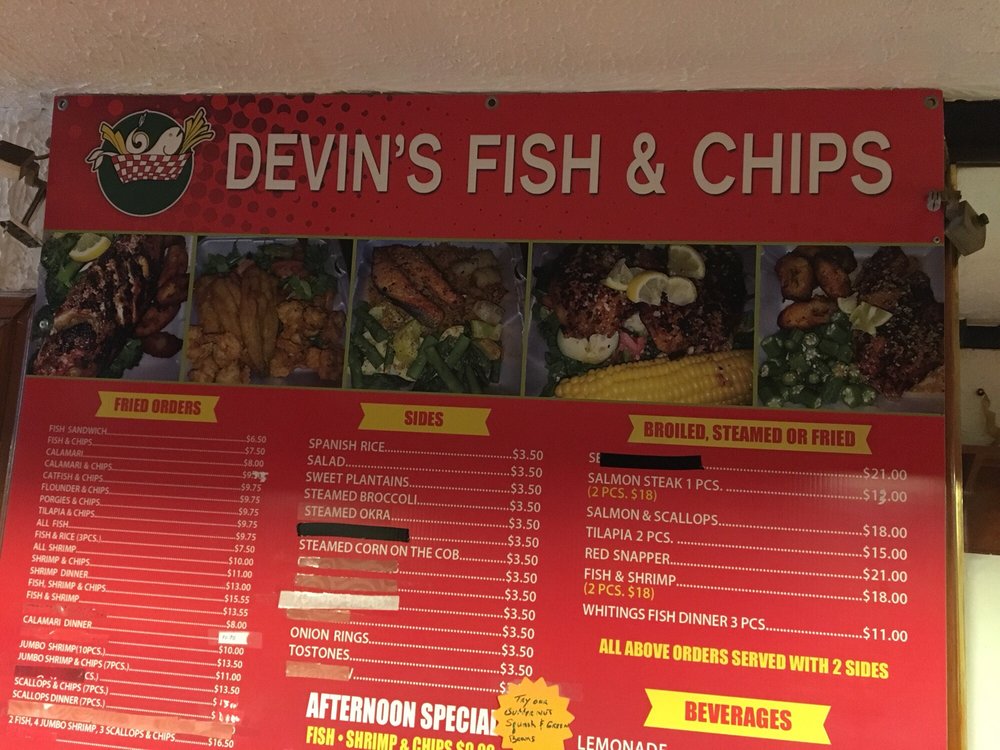 DEVIN'S FISH & CHIPS
FRIED ORDERS
FISH SANDWICH $6.50
FISH & CHIPS $7.50
CALAMARI $8.00
CALAMARI & CHIPS
CATFISH & CHIPS $9.75
FLOUNDER & CHIPS $9.75
PORGIES & CHIPS $9.75
TILAPIA & CHIPS $9.75
ALL FISH $9.75
FISH & RICE (3PCS.) $7.50
ALL SHRIMP $10.00
SHRIMP & CHIPS $11.00
SHRIMP DINNER $13.00
FISH, SHRIMP & CHIPS $15.55
FISH & SHRIMP $13.55
$8.00
CALAMARI DINNER
JUMBO SHRIMP(10PCS.) $10.00
JUMBO SHRIMP & CHIPS (7PCS.) $13.50
CS.) $11.00
SCALLOPS & CHIPS (7PCS.) $13.50
SCALLOPS DINNER (7PCS.)
2 FISH, 4 JUMBO SHRIMP, 3 SCALLOPS & CHIPS $16.50
SIDES
SPANISH RICE $3.50
SALAD $3.50
SWEET PLANTAINS $3.50
STEAMED BROCCOLI $3.50
STEAMED OKRA $3.50
$3.50
STEAMED CORN ON THE COB $3.50
$3.50
$3.50
$3.50
$3.50
ONION RINGS $3.50
TOSTONES $3.50
AFTERNOON SPECIAL
FISH • SHRIMP & CHIPS
TRY OUR
Squash & GREEN
BEANS
BROILED, STEAMED OR FRIED
SE $21.00
SALMON STEAK 1 PCS. $13.00
(2 PCS. $18)
SALMON & SCALLOPS $18.00
TILAPIA 2 PCS. $15.00
RED SNAPPER $21.00
FISH & SHRIMP $18.00
(2 PCS. $18)
WHITINGS FISH DINNER 3 PCS. $11.00
ALL ABOVE ORDERS SERVED WITH 2 SIDES
BEVERAGES
LEMONADE